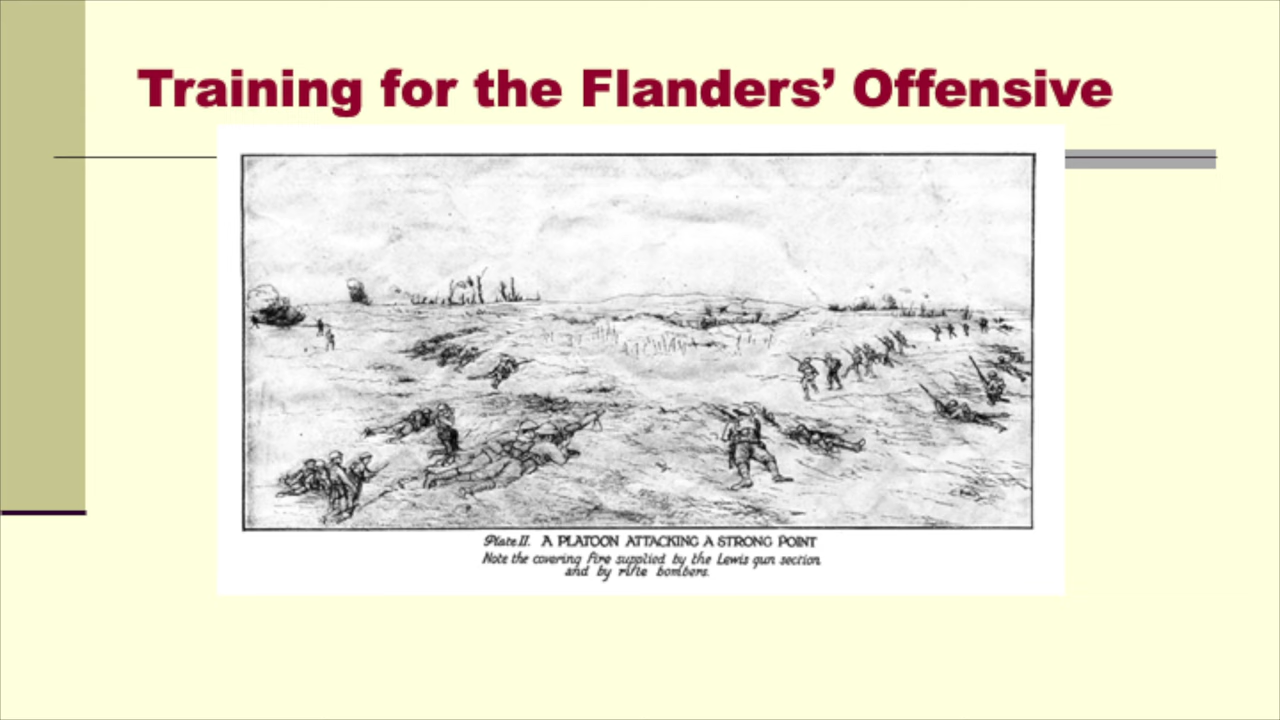 Training for the Flanders’ Offensive
Plate II. A PLATOON ATTACKING A STRONG POINT
Note the covering Fire supplied by the Lewis gun section
and by rifle bombers.